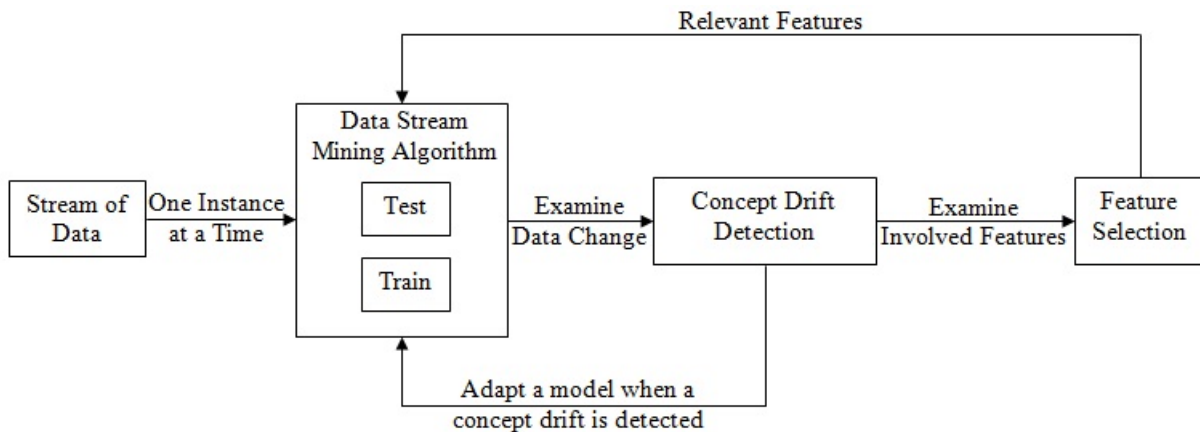 Relevant Features
Data Stream
Mining Algorithm
Test
Train
Stream of
Data
One Instance
at a Time
Examine
Data Change
Concept Drift
Detection
Examine
Involved Features
Feature
Selection
Adapt a model when a
concept drift is detected